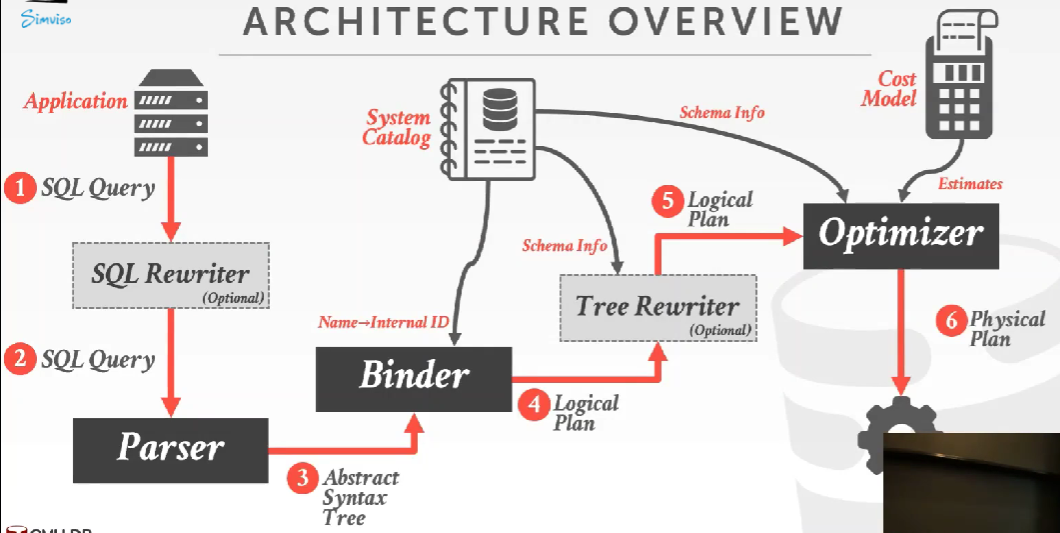 Simviso
ARCHITECTURE OVERVIEW
Application
System
Catalog
Schema Info
Cost
Model
1 SQL Query
5 Logical
Plan
Estimates
SQL Rewriter
(Optional)
Schema Info
Optimizer
Tree Rewriter
(Optional)
Name→Internal ID
2 SQL Query
6 Physical
Plan
Binder
4 Logical
Plan
Parser
3 Abstract
Syntax
Tree